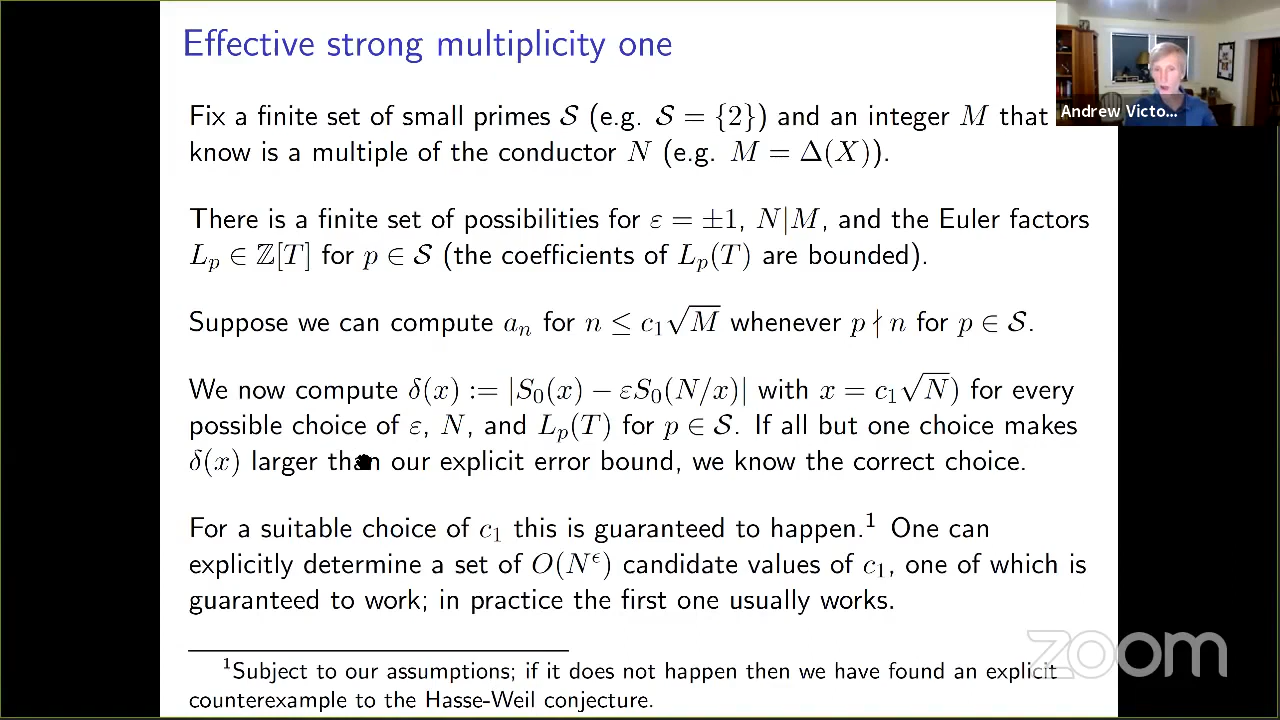 Effective strong multiplicity one
Fix a finite set of small primes 𝒮 (e.g. 𝒮 = {2}) and an integer M that
know is a multiple of the conductor N (e.g. M = Δ(X)).
There is a finite set of possibilities for ε = ±1, N|M, and the Euler factors
L_p ∈ ℤ[T] for p ∈ 𝒮 (the coefficients of L_p(T) are bounded).
Suppose we can compute a_n for n ≤ c_1√M whenever p ∤ n for p ∈ 𝒮.
We now compute δ(x) := |S_0(x) − εS_0(N/x)| with x = c_1√N) for every
possible choice of ε, N, and L_p(T) for p ∈ 𝒮. If all but one choice makes
δ(x) larger than our explicit error bound, we know the correct choice.
For a suitable choice of c_1 this is guaranteed to happen.¹ One can
explicitly determine a set of O(N^ϵ) candidate values of c_1, one of which is
guaranteed to work; in practice the first one usually works.
¹Subject to our assumptions; if it does not happen then we have found an explicit
counterexample to the Hasse-Weil conjecture.
Andrew Victo...
zoom